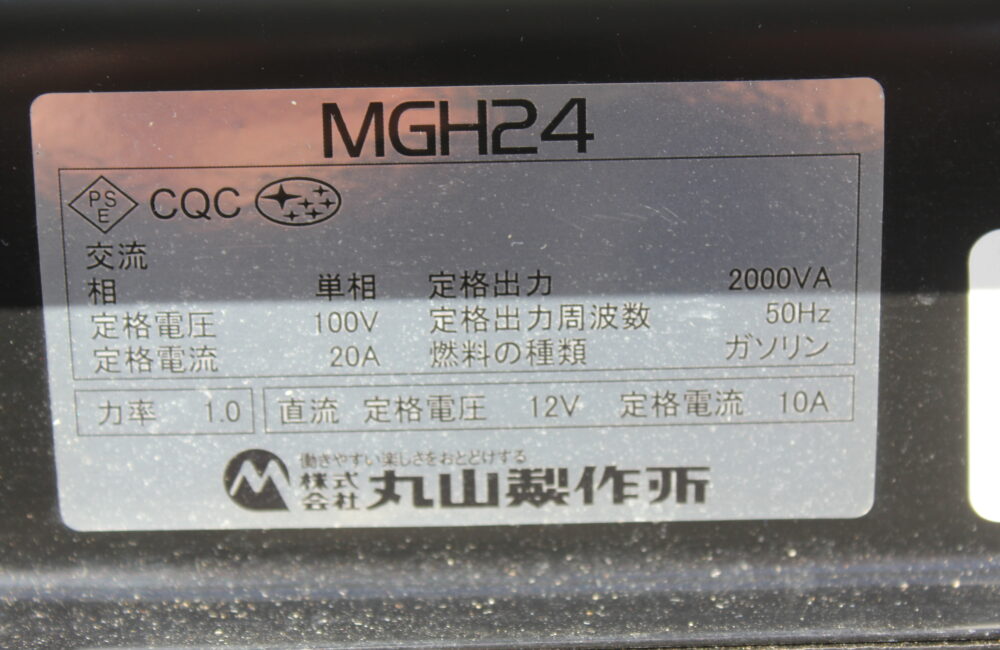 MGH24
PSE CQC
交流
相 単相 定格出力 2000VA
定格電圧 100V 定格出力周波数 50Hz
定格電流 20A 燃料の種類 ガソリン
力率 1.0 直流 定格電圧 12V 定格電流 10A
働きやすい楽しさをおとどけする
株式会社 丸山製作所